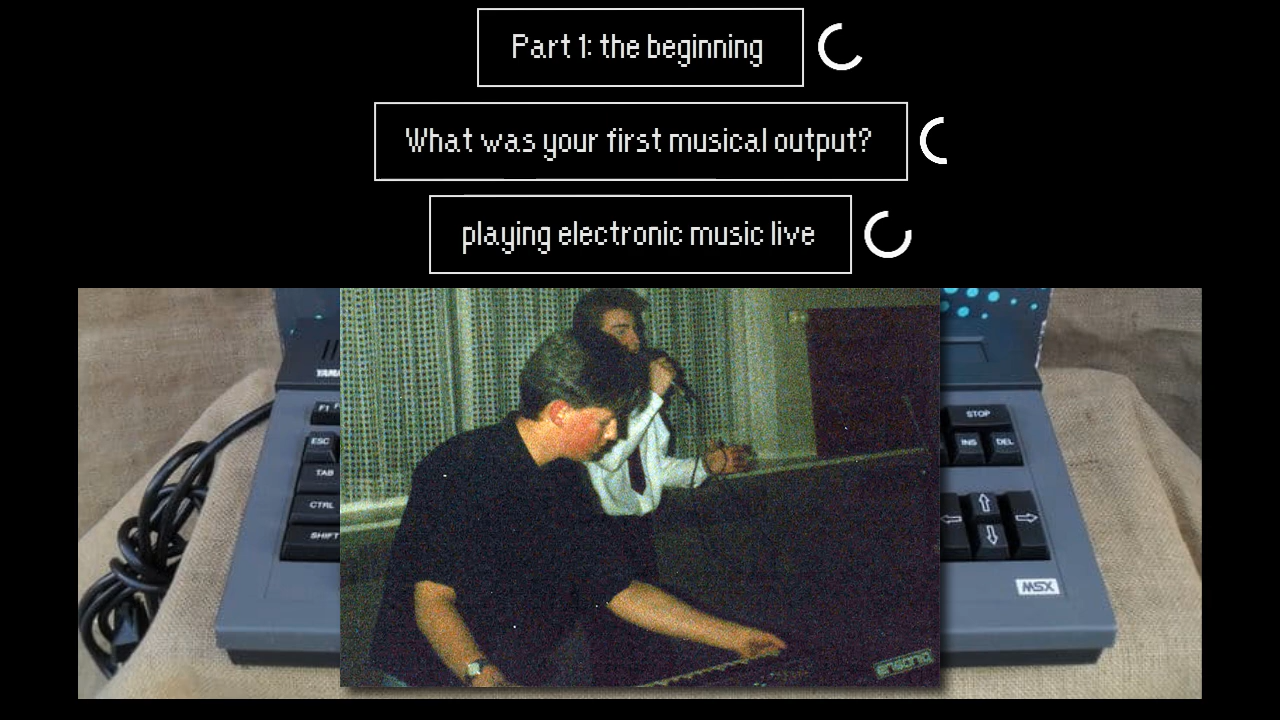 Part 1: the beginning
What was your first musical output?
playing electronic music live
F1
ESC
TAB
CTRL
SHIFT
STOP
INS DEL
MSX
ensoniq